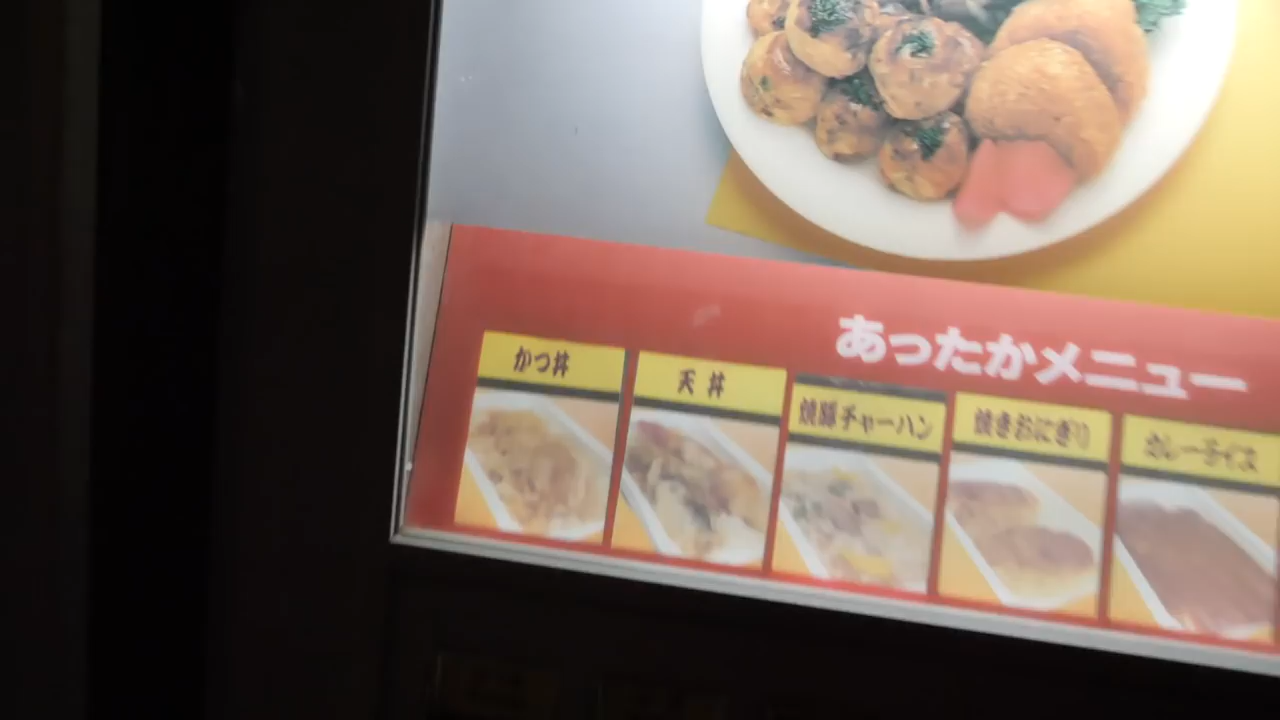 あったかメニュー
かつ丼
天丼
焼豚チャーハン
焼きおにぎり
カレーライス